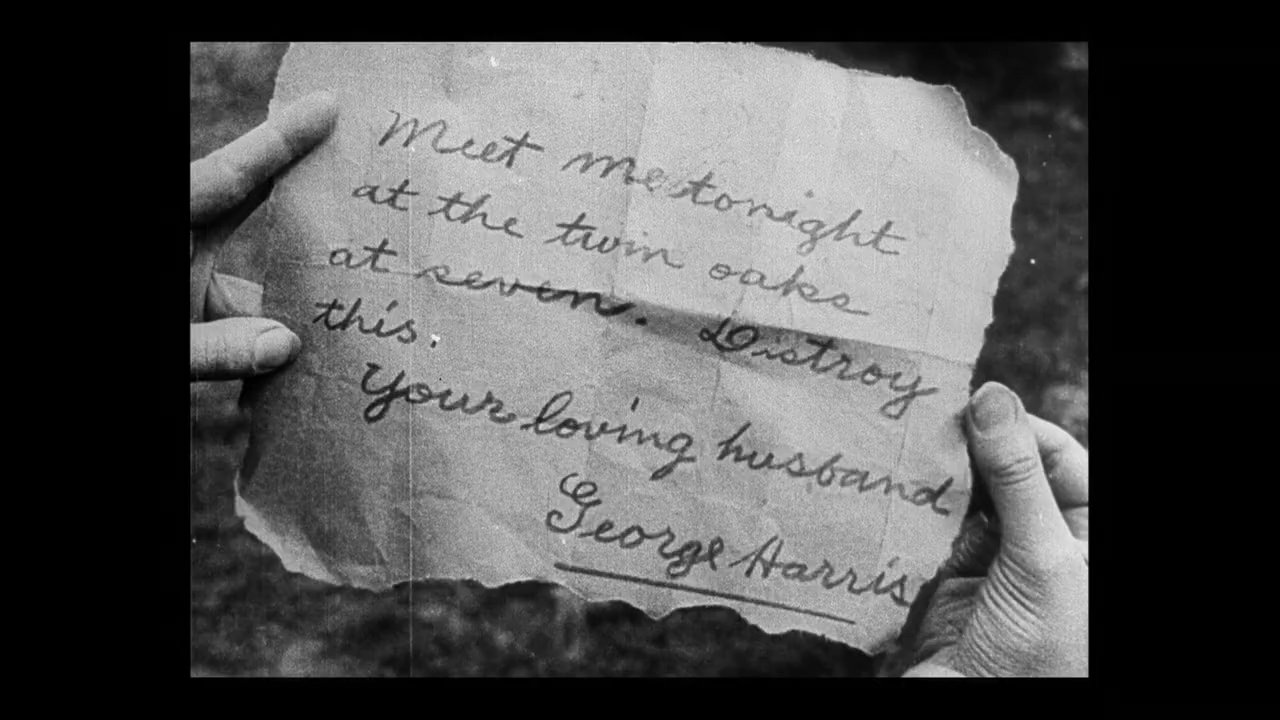 Meet me tonight
at the twin oaks
at seven. Distroy
this.
Your loving husband
George Harris